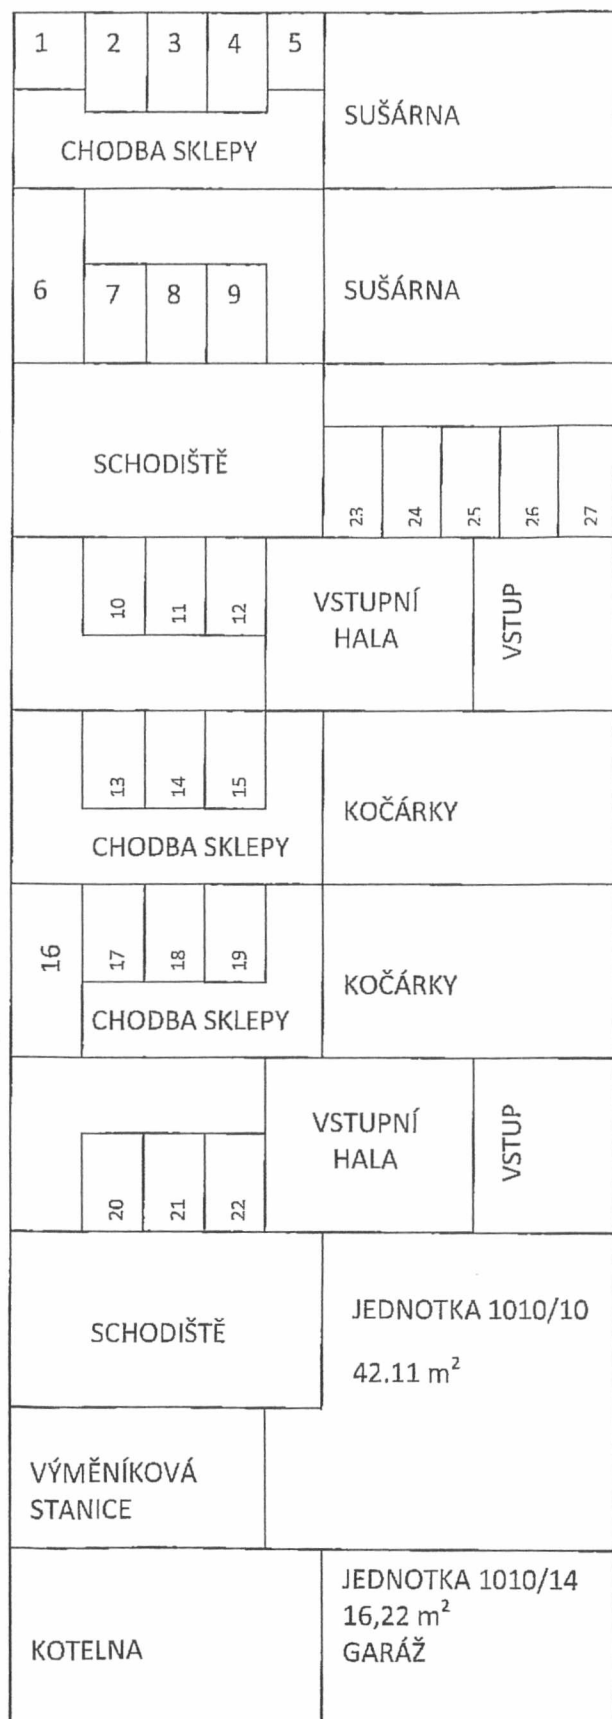 1 2 3 4 5
SUŠÁRNA
CHODBA SKLEPY
6 7 8 9
SUŠÁRNA
SCHODIŠTĚ
23 24 25 26 27
10 11 12
VSTUPNÍ
HALA
VSTUP
13 14 15
KOČÁRKY
CHODBA SKLEPY
16 17 18 19
KOČÁRKY
CHODBA SKLEPY
VSTUPNÍ
HALA
VSTUP
20 21 22
SCHODIŠTĚ
JEDNOTKA 1010/10
42.11 m²
VÝMĚNÍKOVÁ
STANICE
JEDNOTKA 1010/14
16,22 m²
GARÁŽ
KOTELNA